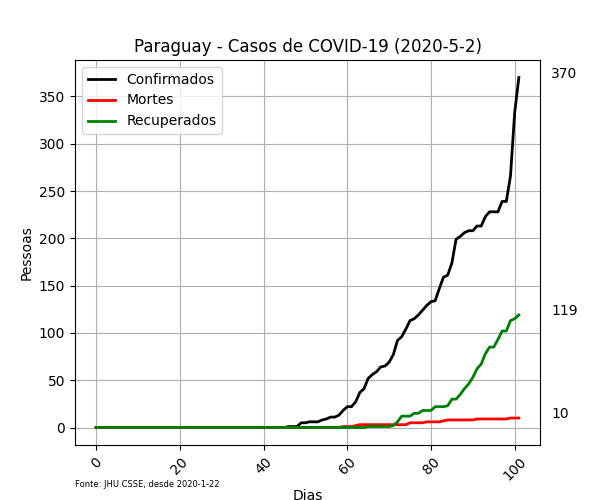 Paraguay - Casos de COVID-19 (2020-5-2)
Confirmados
Mortes
Recuperados
370
119
10
Pessoas
350
300
250
200
150
100
50
0
0
20
40
60
80
100
Fonte: JHU CSSE, desde 2020-1-22
Dias